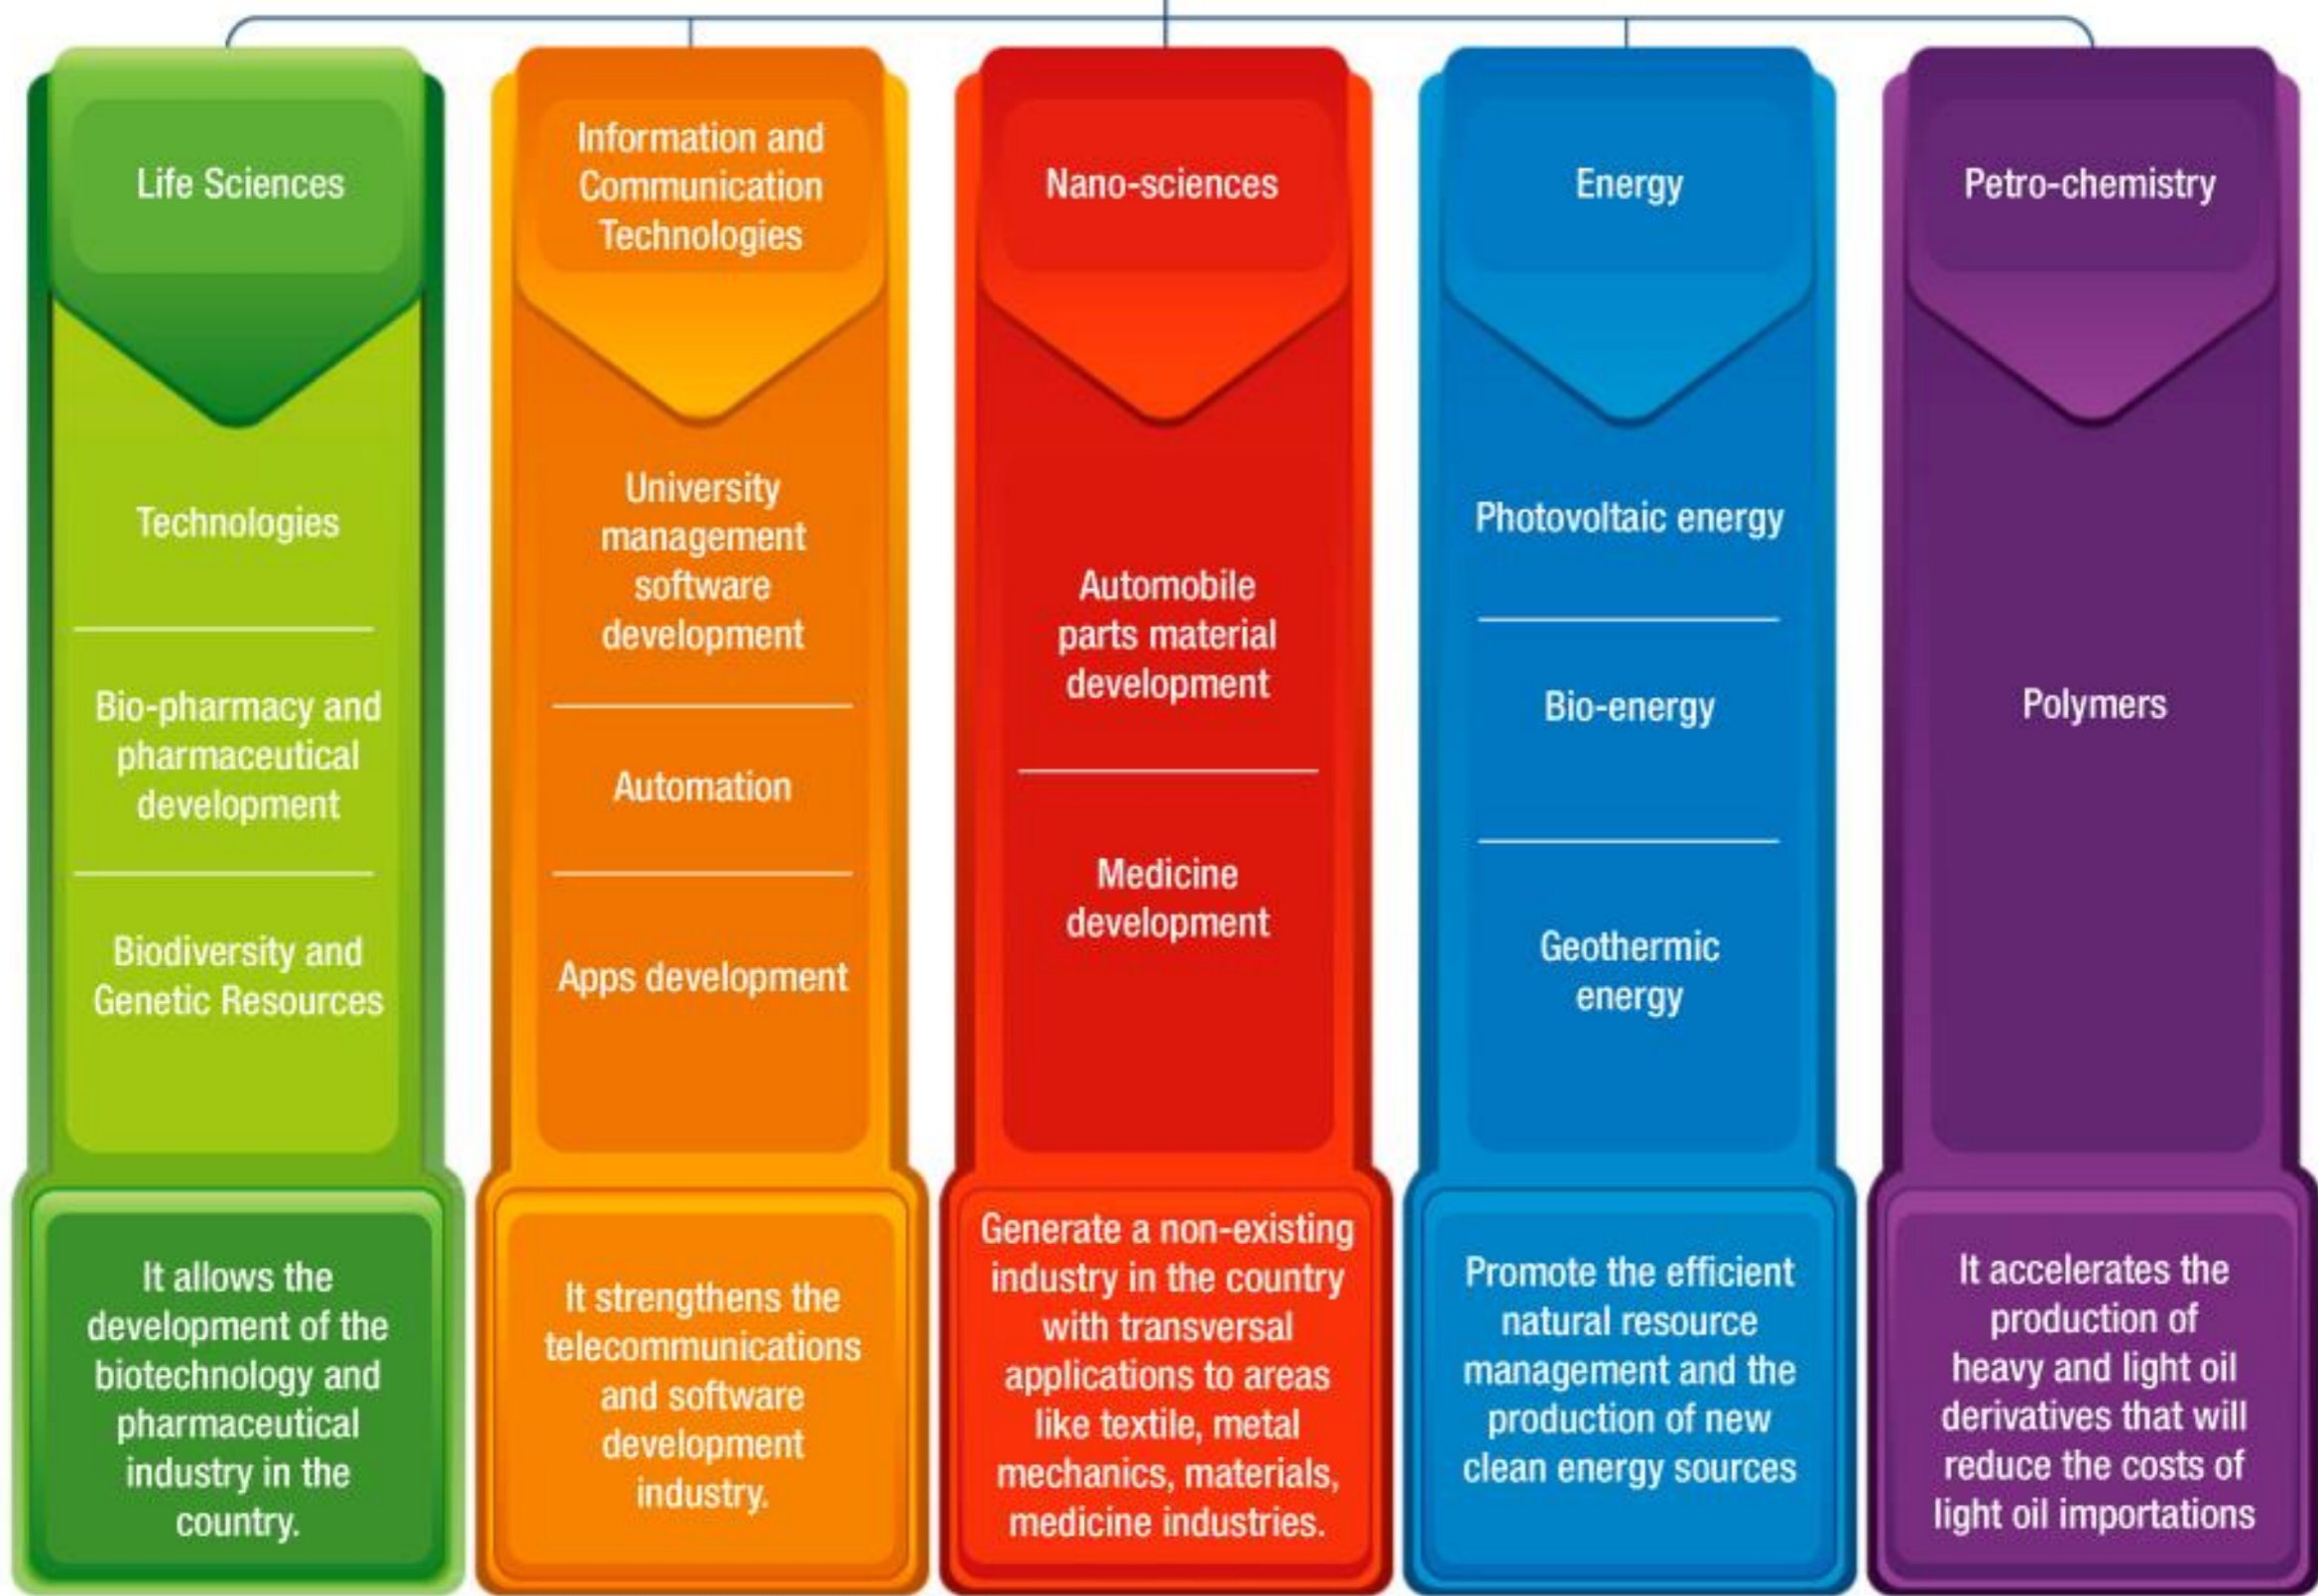 Life Sciences
Technologies
Bio-pharmacy and
pharmaceutical
development
Biodiversity and
Genetic Resources
It allows the
development of the
biotechnology and
pharmaceutical
industry in the
country.
Information and
Communication
Technologies
University
management
software
development
Automation
Apps development
It strengthens the
telecommunications
and software
development
industry.
Nano-sciences
Automobile
parts material
development
Medicine
development
Generate a non-existing
industry in the country
with transversal
applications to areas
like textile, metal
mechanics, materials,
medicine industries.
Energy
Photovoltaic energy
Bio-energy
Geothermic
energy
Promote the efficient
natural resource
management and the
production of new
clean energy sources
Petro-chemistry
Polymers
It accelerates the
production of
heavy and light oil
derivatives that will
reduce the costs of
light oil importations